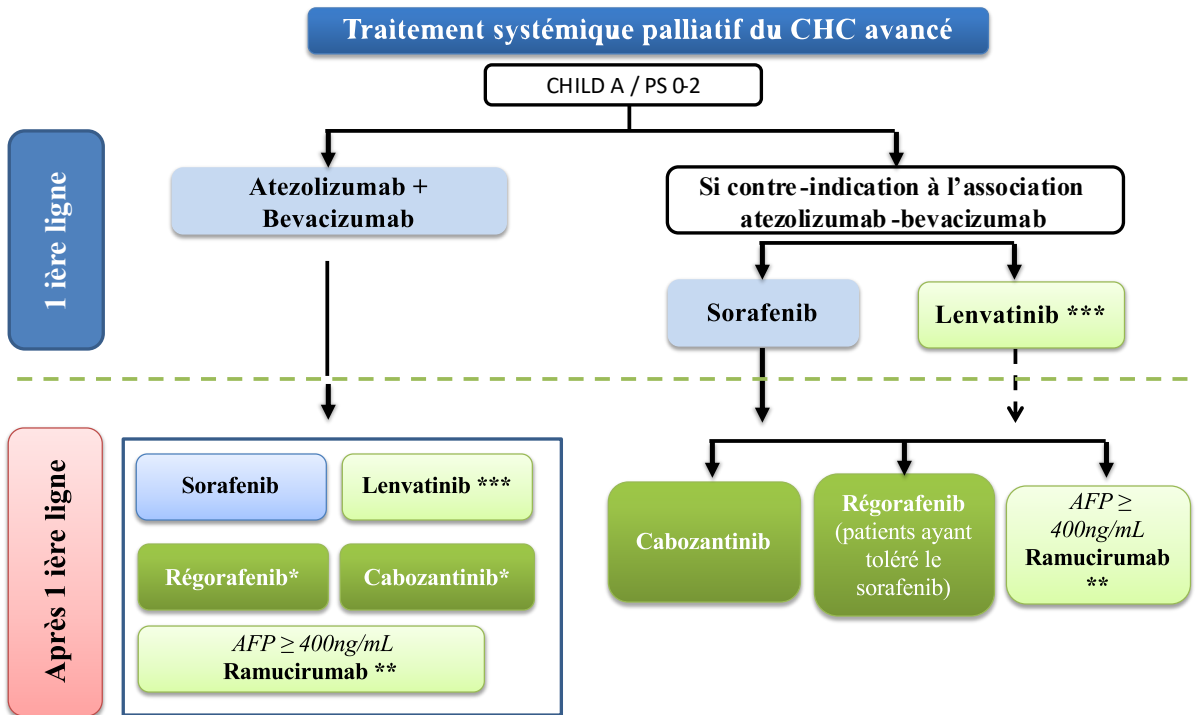 Traitement systémique palliatif du CHC avancé
CHILD A / PS 0-2
1 ière ligne
Atezolizumab +
Bevacizumab
Si contre-indication à l’association
atezolizumab-bevacizumab
Sorafenib
Lenvatinib ***
Après 1 ière ligne
Sorafenib
Lenvatinib ***
Régorafenib*
Cabozantinib*
AFP ≥ 400ng/mL
Ramucirumab **
Cabozantinib
Régorafenib
(patients ayant
toléré le
sorafenib)
AFP ≥
400ng/mL
Ramucirumab
**